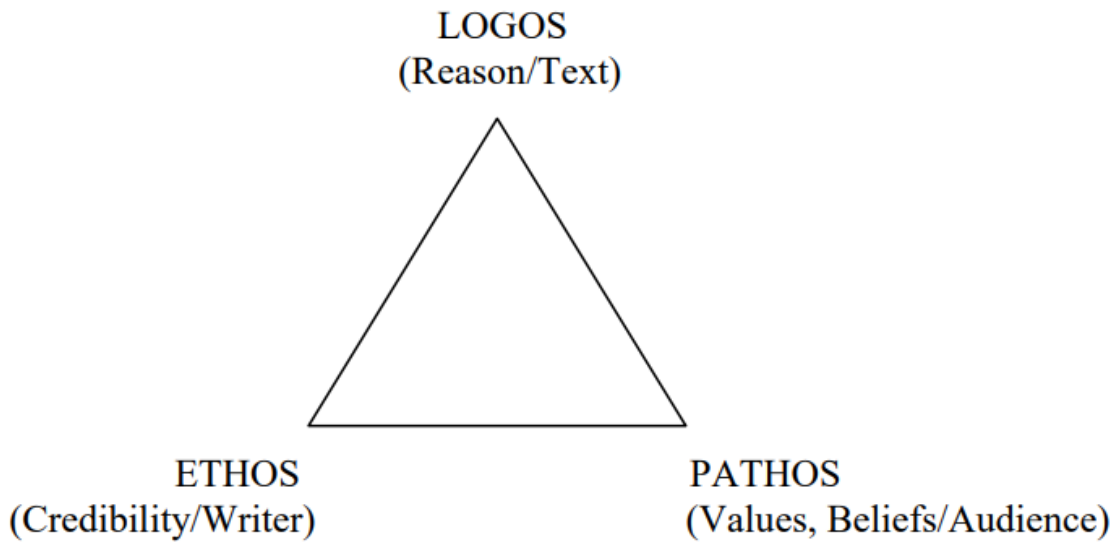 LOGOS
(Reason/Text)
ETHOS
(Credibility/Writer)
PATHOS
(Values, Beliefs/Audience)